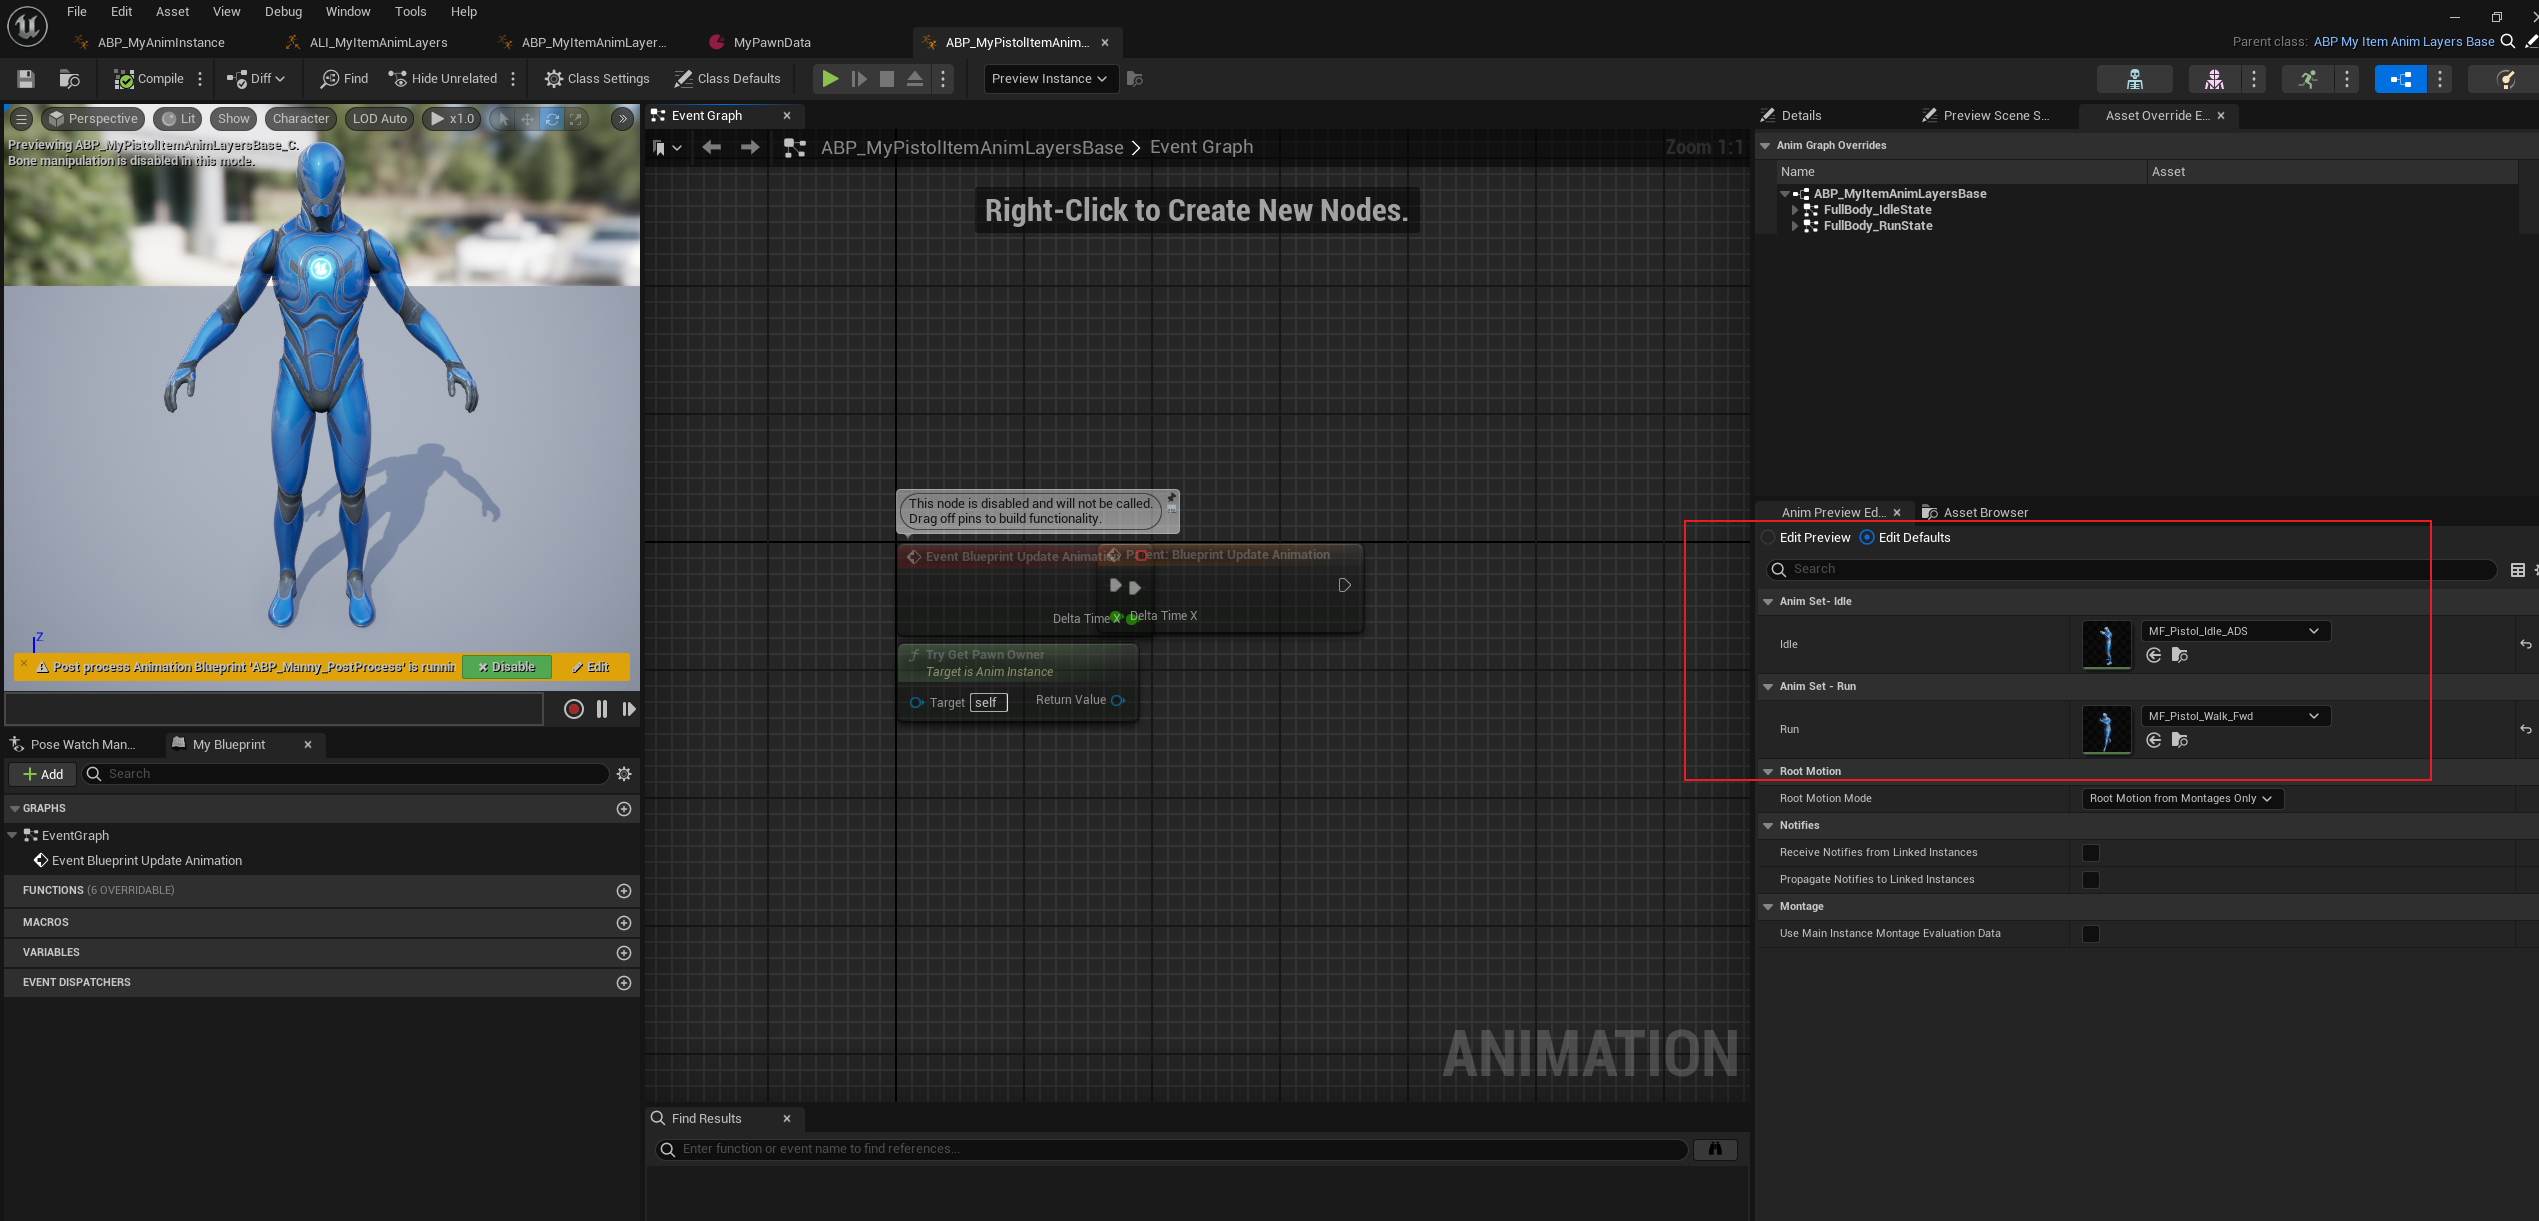 File Edit Asset View Debug Window Tools Help
ABP_MyAnimInstance ALI_MyItemAnimLayers ABP_MyItemAnimLayer... MyPawnData ABP_MyPistolItemAnim...
Parent class: ABP My Item Anim Layers Base
Compile Diff Find Hide Unrelated Class Settings Class Defaults Preview Instance
Perspective Lit Show Character LOD Auto x1.0
Previewing ABP_MyPistolItemAnimLayersBase_C.
Bone manipulation is disabled in this mode.
Z
Post process Animation Blueprint 'ABP_Manny_PostProcess' is runnin
Disable Edit
Pose Watch Man... My Blueprint
Add Search
GRAPHS
EventGraph
Event Blueprint Update Animation
FUNCTIONS (6 OVERRIDABLE)
MACROS
VARIABLES
EVENT DISPATCHERS
Event Graph
ABP_MyPistolItemAnimLayersBase > Event Graph Zoom 1:1
Right-Click to Create New Nodes.
This node is disabled and will not be called.
Drag off pins to build functionality.
Event Blueprint Update Animation Parent: Blueprint Update Animation
Delta Time X Delta Time X
Try Get Pawn Owner
Target is Anim Instance
Target self Return Value
ANIMATION
Find Results
Enter function or event name to find references...
Details Preview Scene S... Asset Override E...
Anim Graph Overrides
Name Asset
ABP_MyItemAnimLayersBase
FullBody_IdleState
FullBody_RunState
Anim Preview Ed... Asset Browser
Edit Preview Edit Defaults
Search
Anim Set- Idle
Idle MF_Pistol_Idle_ADS
Anim Set - Run
Run MF_Pistol_Walk_Fwd
Root Motion
Root Motion Mode Root Motion from Montages Only
Notifies
Receive Notifies from Linked Instances
Propagate Notifies to Linked Instances
Montage
Use Main Instance Montage Evaluation Data